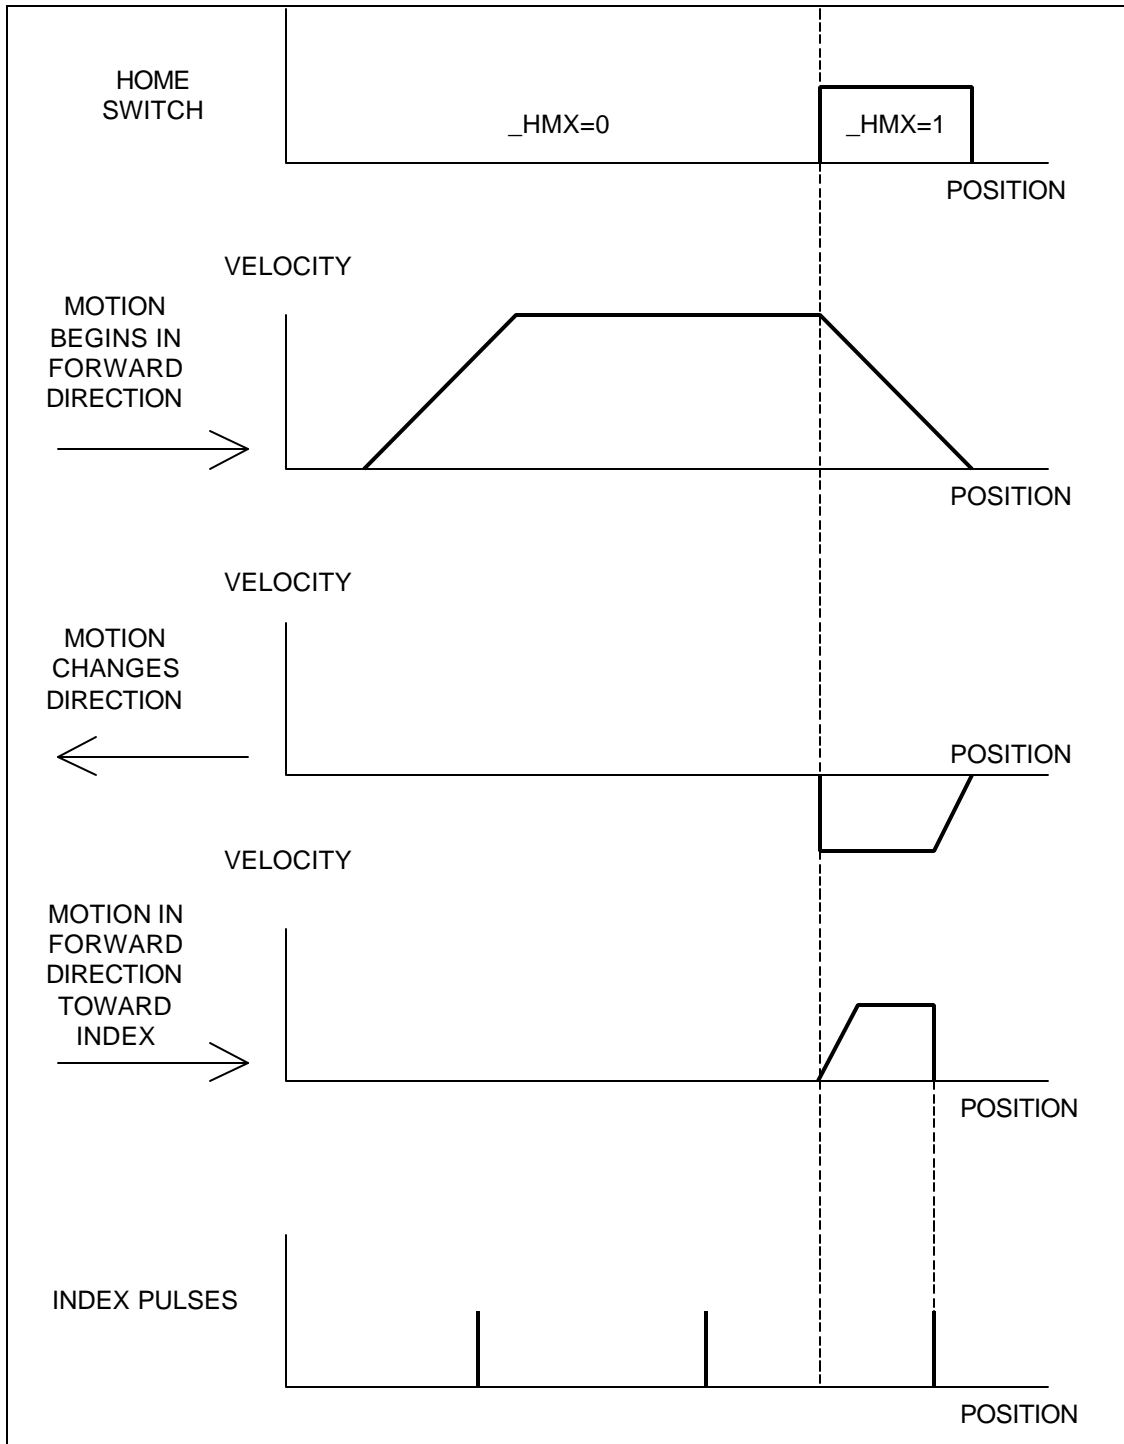 HOME
SWITCH
_HMX=0
_HMX=1
POSITION
VELOCITY
MOTION
BEGINS IN
FORWARD
DIRECTION
POSITION
VELOCITY
MOTION
CHANGES
DIRECTION
POSITION
VELOCITY
MOTION IN
FORWARD
DIRECTION
TOWARD
INDEX
POSITION
INDEX PULSES
POSITION